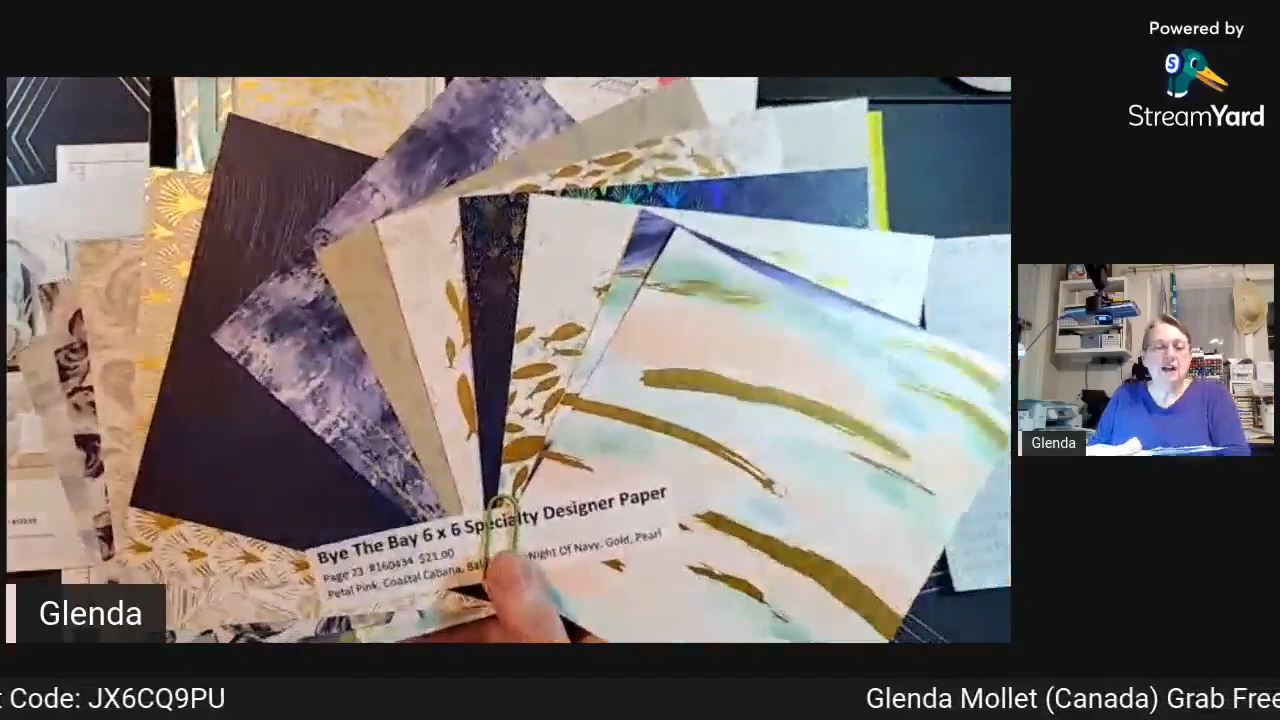 Powered by
S
StreamYard
Bye The Bay 6 x 6 Specialty Designer Paper
Page 23 #160434 $21.00
Petal Pink, Coastal Cabana, Night Of Navy, Gold, Pearl
Glenda
Glenda
Code: JX6CQ9PU
Glenda Mollet (Canada) Grab Free